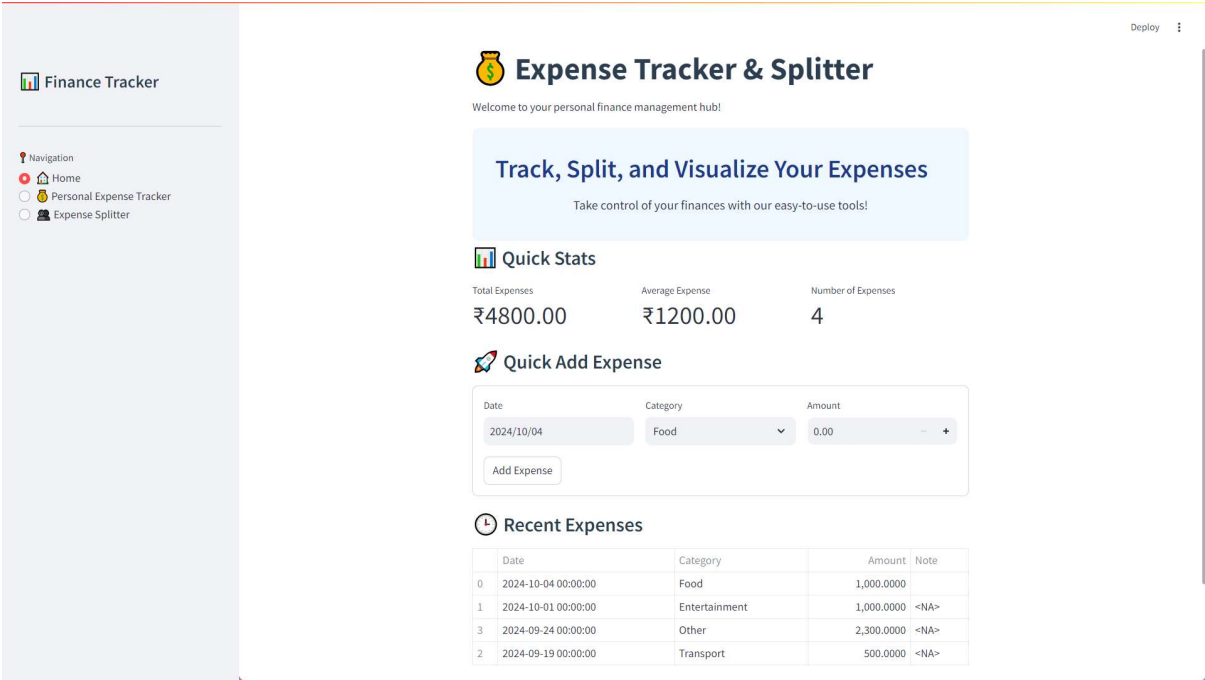 Deploy
Finance Tracker
Navigation
Home
Personal Expense Tracker
Expense Splitter
Expense Tracker & Splitter
Welcome to your personal finance management hub!
Track, Split, and Visualize Your Expenses
Take control of your finances with our easy-to-use tools!
Quick Stats
Total Expenses Average Expense Number of Expenses
₹4800.00 ₹1200.00 4
Quick Add Expense
Date Category Amount
2024/10/04 Food 0.00 − +
Add Expense
Recent Expenses
Date Category Amount Note
0 2024-10-04 00:00:00 Food 1,000.0000
1 2024-10-01 00:00:00 Entertainment 1,000.0000 <NA>
3 2024-09-24 00:00:00 Other 2,300.0000 <NA>
2 2024-09-19 00:00:00 Transport 500.0000 <NA>